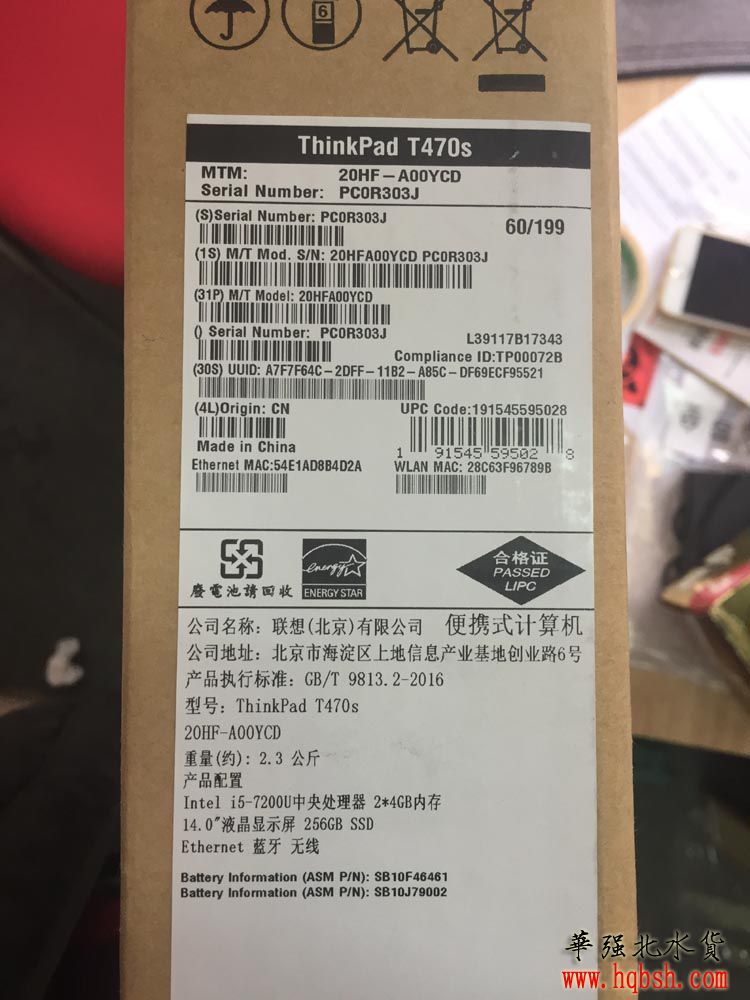 6
ThinkPad T470s
MTM: 20HF-A00YCD
Serial Number: PC0R303J
(S)Serial Number: PC0R303J
60/199
(1S) M/T Mod. S/N: 20HFA00YCD PC0R303J
(31P) M/T Model: 20HFA00YCD
() Serial Number: PC0R303J
L39117B17343
Compliance ID:TP00072B
(30S) UUID: A7F7F64C-2DFF-11B2-A85C-DF69ECF95521
(4L)Origin: CN
UPC Code:191545595028
Made in China
1 91545 59502 8
Ethernet MAC:54E1AD8B4D2A
WLAN MAC: 28C63F96789B
廢電池請回收
energy
ENERGY STAR
合格证
PASSED
LIPC
公司名称: 联想(北京)有限公司 便携式计算机
公司地址: 北京市海淀区上地信息产业基地创业路6号
产品执行标准: GB/T 9813.2-2016
型号: ThinkPad T470s
20HF-A00YCD
重量(约): 2.3 公斤
产品配置
Intel i5-7200U中央处理器 2*4GB内存
14.0"液晶显示屏 256GB SSD
Ethernet 蓝牙 无线
Battery Information (ASM P/N): SB10F46461
Battery Information (ASM P/N): SB10J79002
華强北水貨
www.hqbsh.com